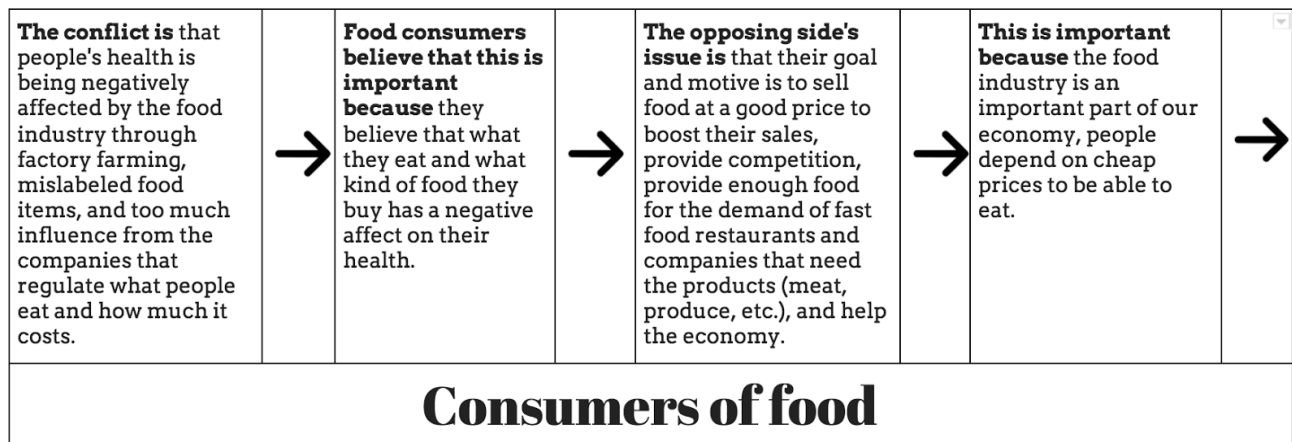 The conflict is that
people's health is
being negatively
affected by the food
industry through
factory farming,
mislabeled food
items, and too much
influence from the
companies that
regulate what people
eat and how much it
costs.
Food consumers
believe that this is
important
because they
believe that what
they eat and what
kind of food they
buy has a negative
affect on their
health.
The opposing side's
issue is that their goal
and motive is to sell
food at a good price to
boost their sales,
provide competition,
provide enough food
for the demand of fast
food restaurants and
companies that need
the products (meat,
produce, etc.), and help
the economy.
This is important
because the food
industry is an
important part of our
economy, people
depend on cheap
prices to be able to
eat.
Consumers of food